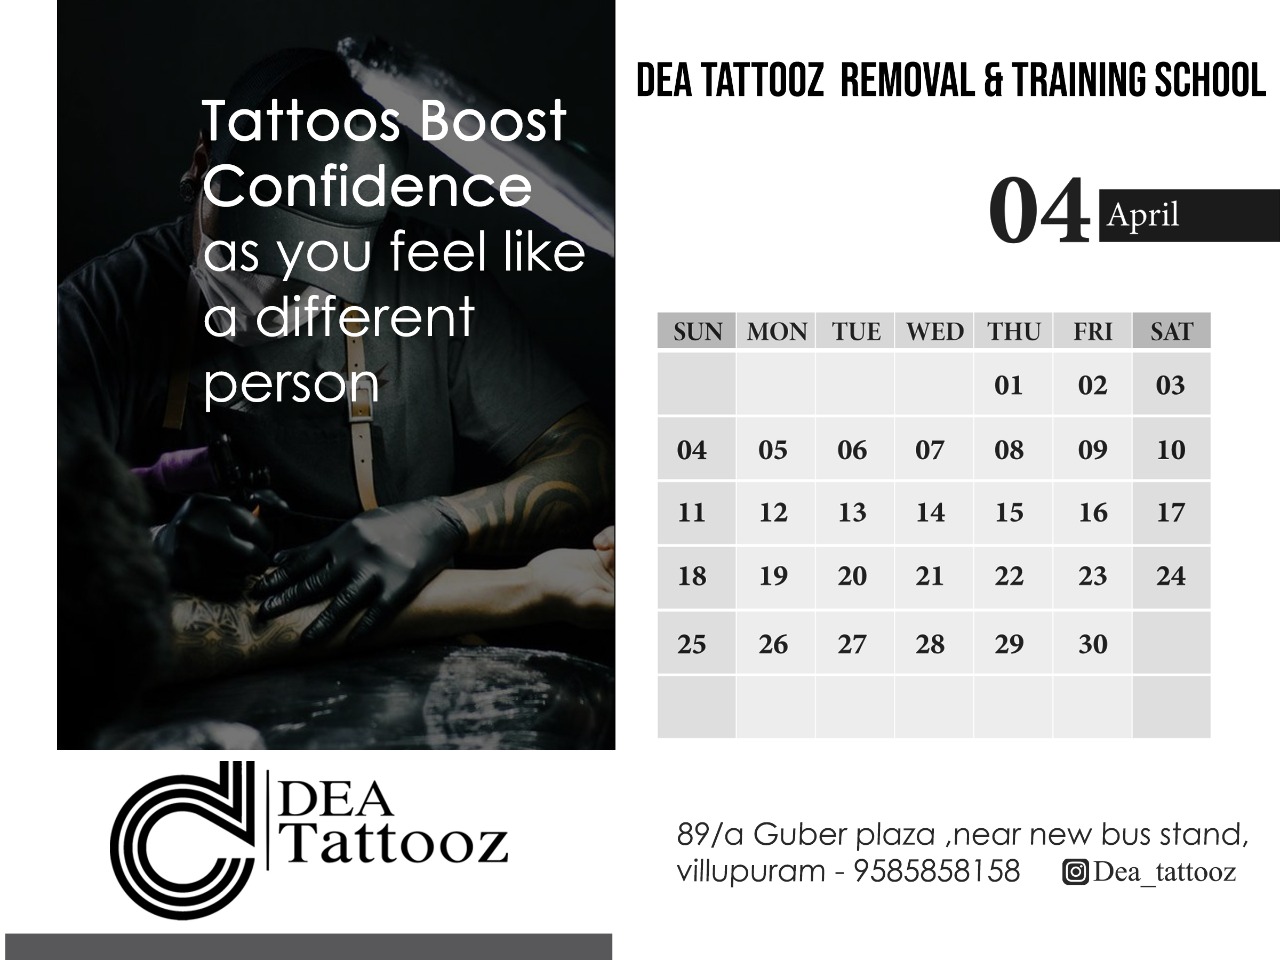 Tattoos Boost
Confidence
as you feel like
a different
person
DEA TATTOOZ REMOVAL & TRAINING SCHOOL
04 April
SUN MON TUE WED THU FRI SAT
01 02 03
04 05 06 07 08 09 10
11 12 13 14 15 16 17
18 19 20 21 22 23 24
25 26 27 28 29 30
DEA
Tattooz
89/a Guber plaza ,near new bus stand,
villupuram - 9585858158 Dea_tattooz